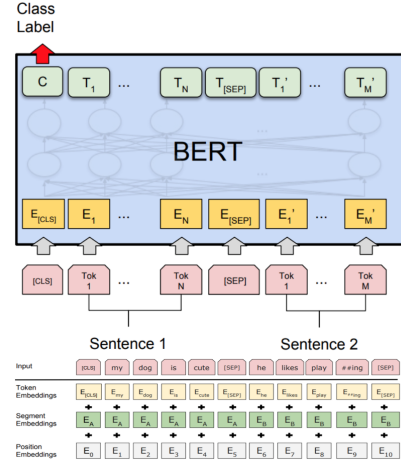 Class
Label
C T1 ... TN T[SEP] T1' ... TM'
...
...
BERT
E[CLS] E1 ... EN E[SEP] E1' ... EM'
[CLS] Tok 1 ... Tok N [SEP] Tok 1 ... Tok M
Sentence 1 Sentence 2
Input [CLS] my dog is cute [SEP] he likes play ##ing [SEP]
Token
Embeddings E[CLS] Emy Edog Eis Ecute E[SEP] Ehe Elikes Eplay E##ing E[SEP]
+ + + + + + + + + + +
Segment
Embeddings EA EA EA EA EA EA EB EB EB EB EB
+ + + + + + + + + + +
Position
Embeddings E0 E1 E2 E3 E4 E5 E6 E7 E8 E9 E10